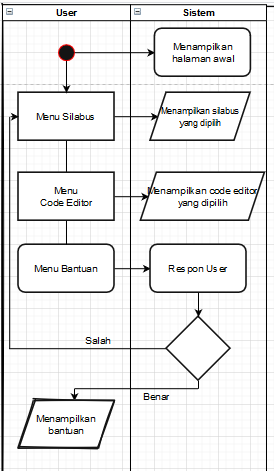 User
Sistem
Menampilkan
halaman awal
Menu Silabus
Menampilkan silabus
yang dipilih
Menu
Code Editor
Menampilkan code editor
yang dipilih
Menu Bantuan
Respon User
Salah
Benar
Menampilkan
bantuan